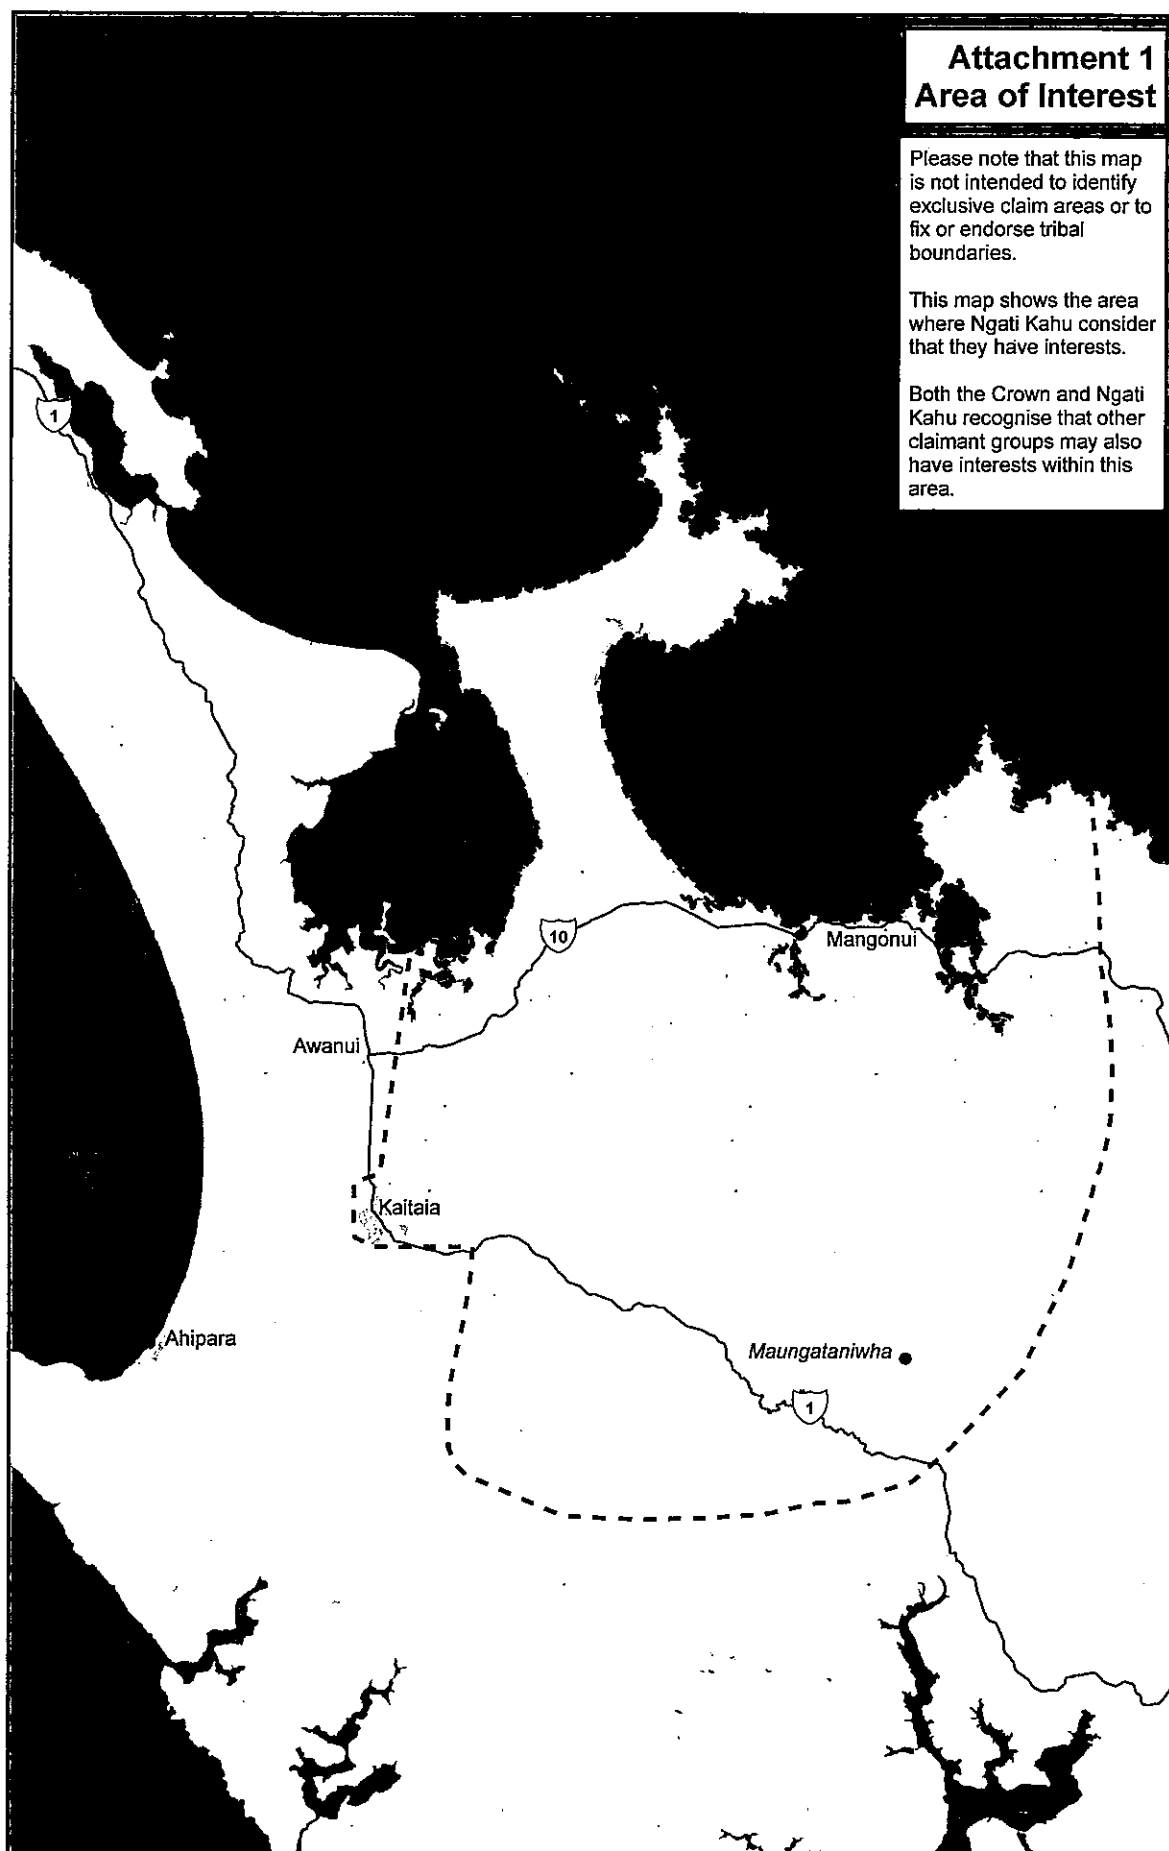 Attachment 1
Area of Interest
Please note that this map
is not intended to identify
exclusive claim areas or to
fix or endorse tribal
boundaries.
This map shows the area
where Ngati Kahu consider
that they have interests.
Both the Crown and Ngati
Kahu recognise that other
claimant groups may also
have interests within this
area.
1
10
Mangonui
Awanui
Kaitaia
Ahipara
Maungataniwha
1